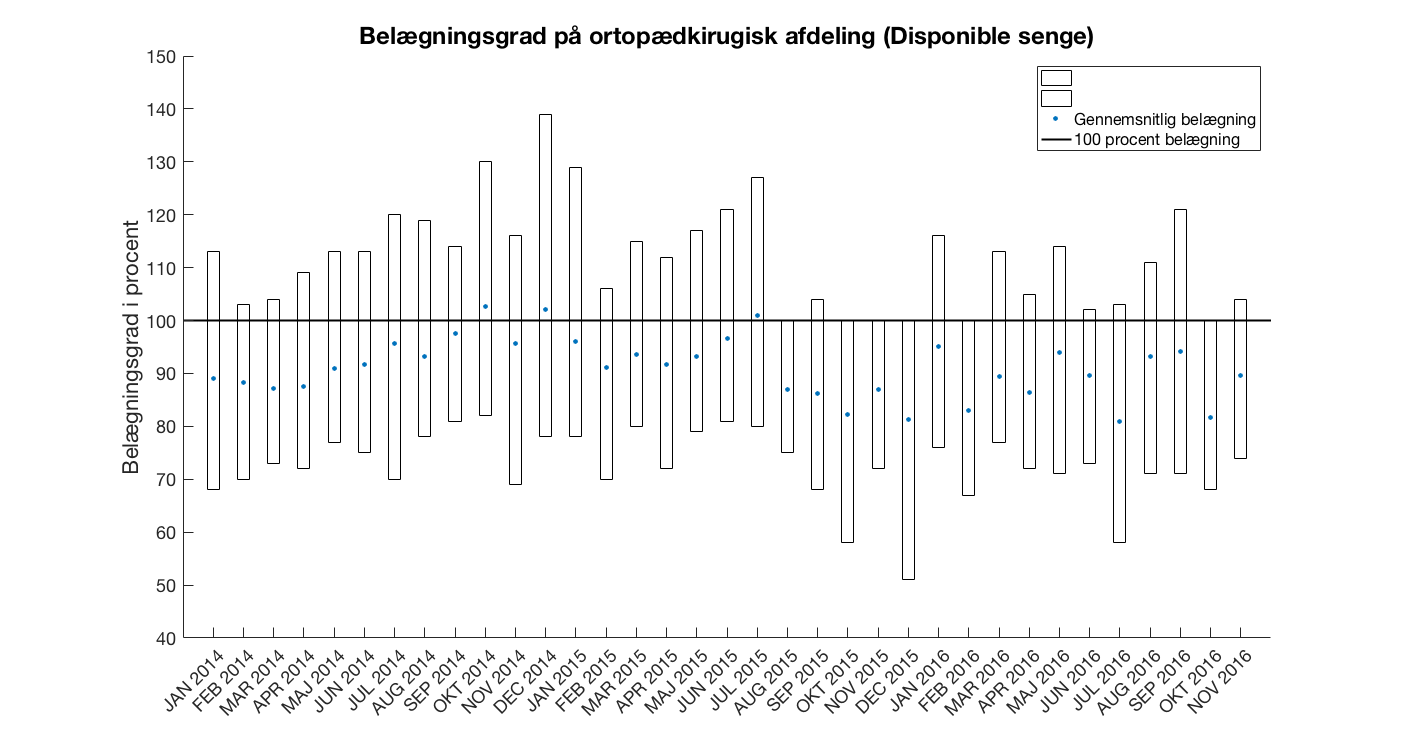 Belægningsgrad på ortopædkirugisk afdeling (Disponible senge)
150
140
130
120
110
100
90
80
70
60
50
40
Belægningsgrad i procent
Gennemsnitlig belægning
100 procent belægning
JAN 2014
FEB 2014
MAR 2014
APR 2014
MAJ 2014
JUN 2014
JUL 2014
AUG 2014
SEP 2014
OKT 2014
NOV 2014
DEC 2014
JAN 2015
FEB 2015
MAR 2015
APR 2015
MAJ 2015
JUN 2015
JUL 2015
AUG 2015
SEP 2015
OKT 2015
NOV 2015
DEC 2015
JAN 2016
FEB 2016
MAR 2016
APR 2016
MAJ 2016
JUN 2016
JUL 2016
AUG 2016
SEP 2016
OKT 2016
NOV 2016